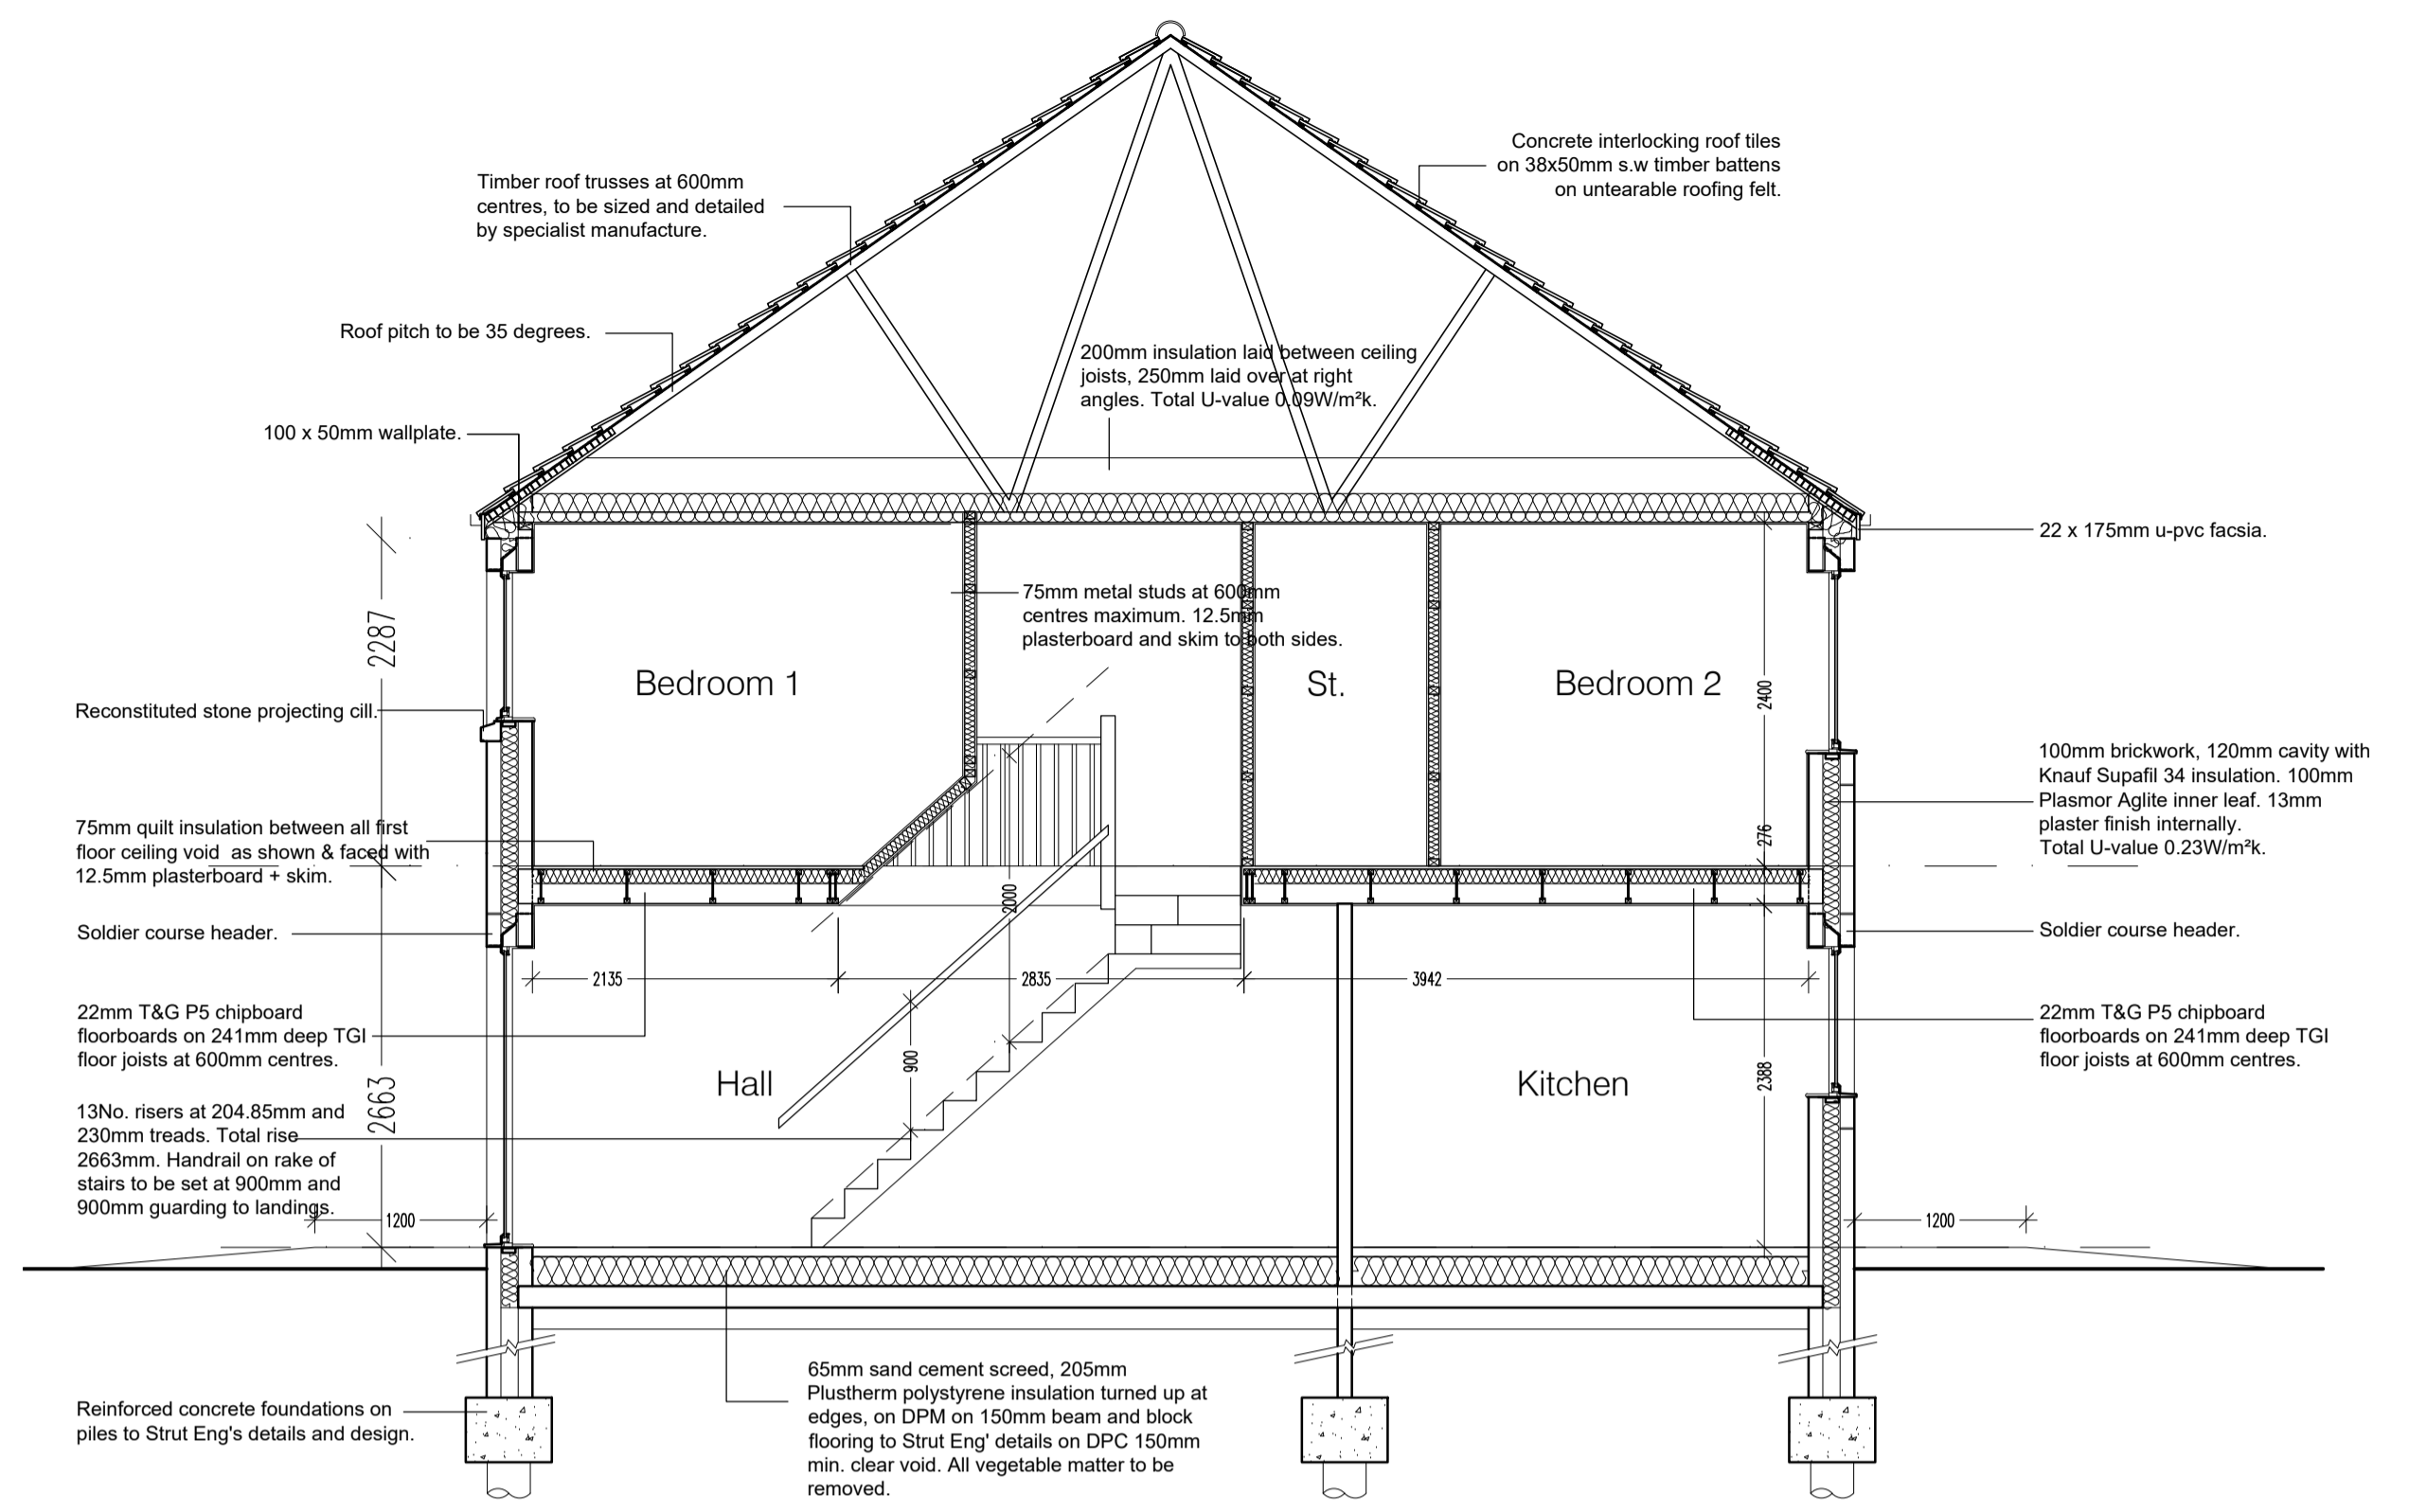 Concrete interlocking roof tiles
on 38x50mm s.w timber battens
on untearable roofing felt.
Timber roof trusses at 600mm
centres, to be sized and detailed
by specialist manufacture.
Roof pitch to be 35 degrees.
200mm insulation laid between ceiling
joists, 250mm laid over at right
angles. Total U-value 0.09W/m²k.
100 x 50mm wallplate.
22 x 175mm u-pvc facsia.
2287
75mm metal studs at 600mm
centres maximum. 12.5mm
plasterboard and skim to both sides.
Bedroom 1
St.
Bedroom 2
2400
Reconstituted stone projecting cill.
100mm brickwork, 120mm cavity with
Knauf Supafil 34 insulation. 100mm
Plasmor Aglite inner leaf. 13mm
plaster finish internally.
Total U-value 0.23W/m²k.
75mm quilt insulation between all first
floor ceiling void as shown & faced with
12.5mm plasterboard + skim.
276
2000
Soldier course header.
Soldier course header.
2135
2835
3942
22mm T&G P5 chipboard
floorboards on 241mm deep TGI
floor joists at 600mm centres.
22mm T&G P5 chipboard
floorboards on 241mm deep TGI
floor joists at 600mm centres.
900
Hall
Kitchen
2388
2663
13No. risers at 204.85mm and
230mm treads. Total rise
2663mm. Handrail on rake of
stairs to be set at 900mm and
900mm guarding to landings.
1200
1200
65mm sand cement screed, 205mm
Plustherm polystyrene insulation turned up at
edges, on DPM on 150mm beam and block
flooring to Strut Eng' details on DPC 150mm
min. clear void. All vegetable matter to be
removed.
Reinforced concrete foundations on
piles to Strut Eng's details and design.